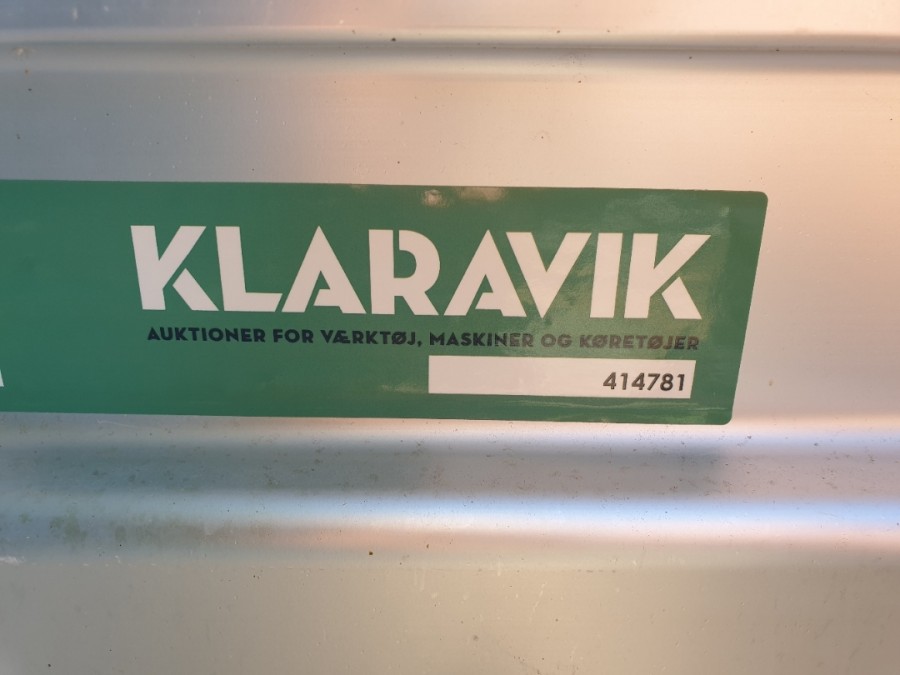 KLARAVIK
AUKTIONER FOR VÆRKTØJ, MASKINER OG KØRETØJER
414781